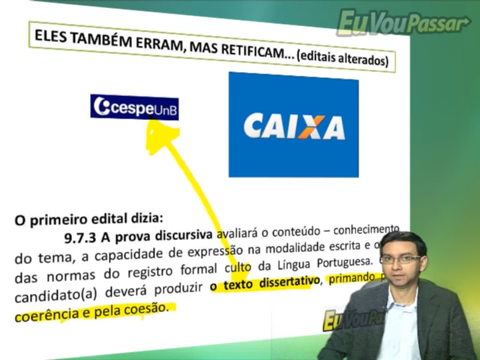 EuVouPassar
ELES TAMBÉM ERRAM, MAS RETIFICAM... (editais alterados)
cespeUnB
CAIXA
O primeiro edital dizia:
9.7.3 A prova discursiva avaliará o conteúdo – conhecimento
do tema, a capacidade de expressão na modalidade escrita e o
das normas do registro formal culto da Língua Portuguesa.
candidato(a) deverá produzir o texto dissertativo, primando
coerência e pela coesão.
EuVouPassar